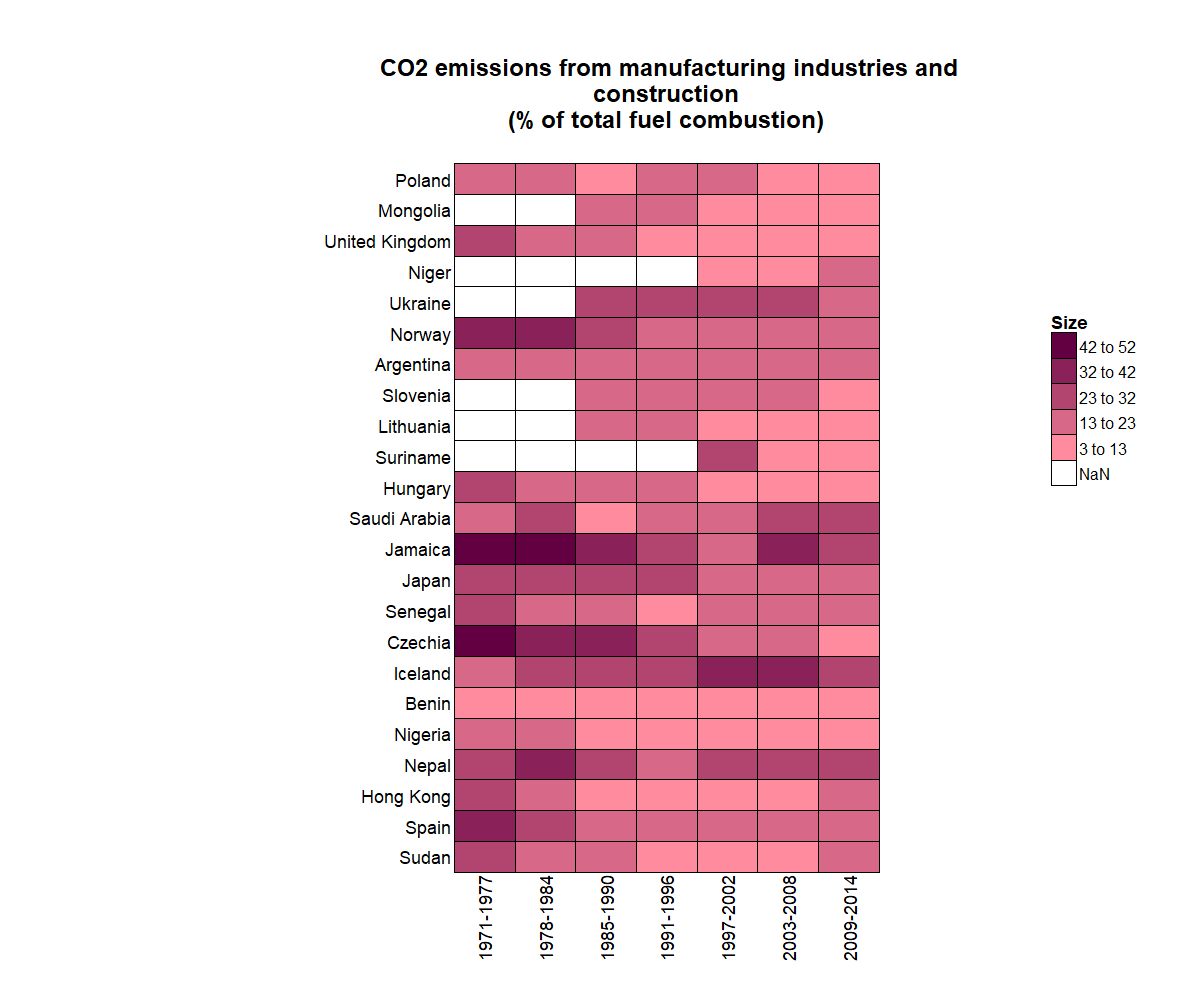 CO2 emissions from manufacturing industries and
construction
(% of total fuel combustion)
Poland
Mongolia
United Kingdom
Niger
Ukraine
Norway
Argentina
Slovenia
Lithuania
Suriname
Hungary
Saudi Arabia
Jamaica
Japan
Senegal
Czechia
Iceland
Benin
Nigeria
Nepal
Hong Kong
Spain
Sudan
1971-1977
1978-1984
1985-1990
1991-1996
1997-2002
2003-2008
2009-2014
Size
42 to 52
32 to 42
23 to 32
13 to 23
3 to 13
NaN